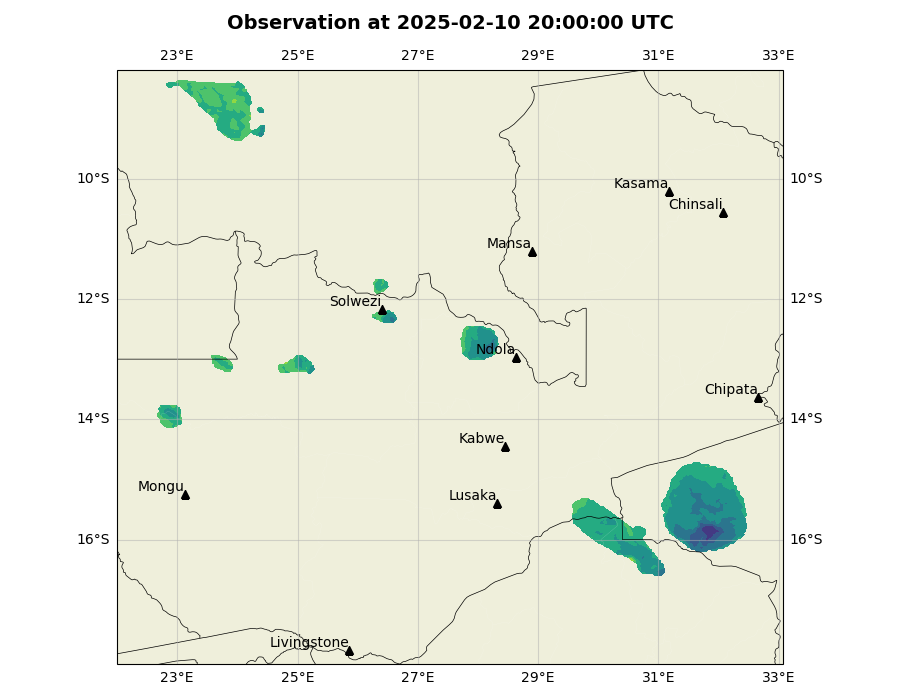 Observation at 2025-02-10 20:00:00 UTC
23°E 25°E 27°E 29°E 31°E 33°E
10°S 10°S
Kasama
Chinsali
Mansa
12°S 12°S
Solwezi
Ndola
Chipata
14°S 14°S
Kabwe
Mongu
Lusaka
16°S 16°S
Livingstone
23°E 25°E 27°E 29°E 31°E 33°E